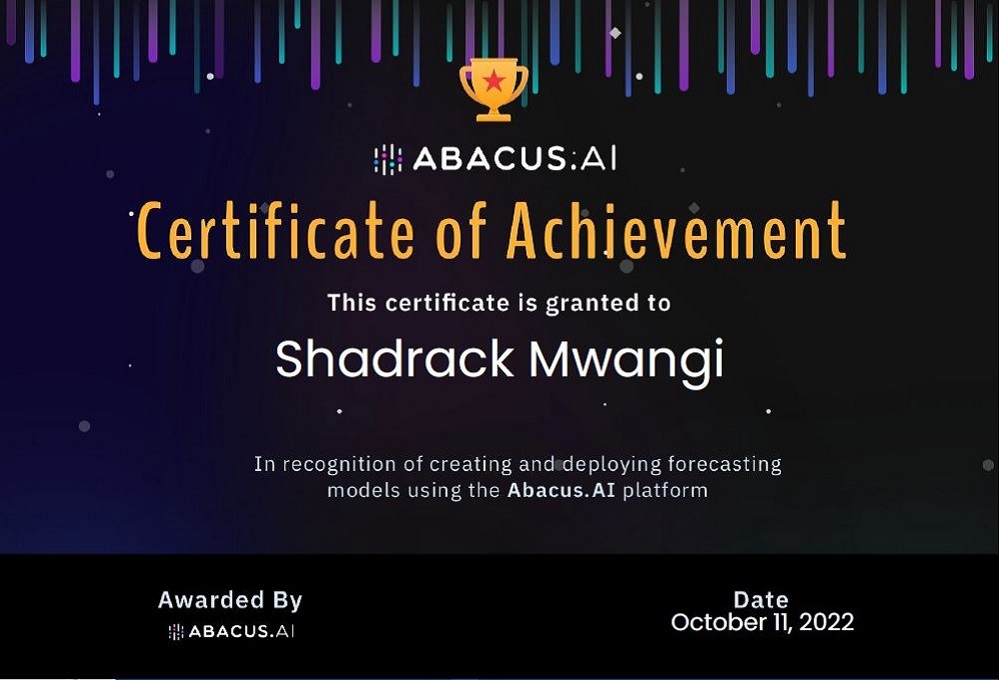 ABACUS:AI
Certificate of Achievement
This certificate is granted to
Shadrack Mwangi
In recognition of creating and deploying forecasting
models using the Abacus.AI platform
Awarded By
ABACUS.AI
Date
October 11, 2022